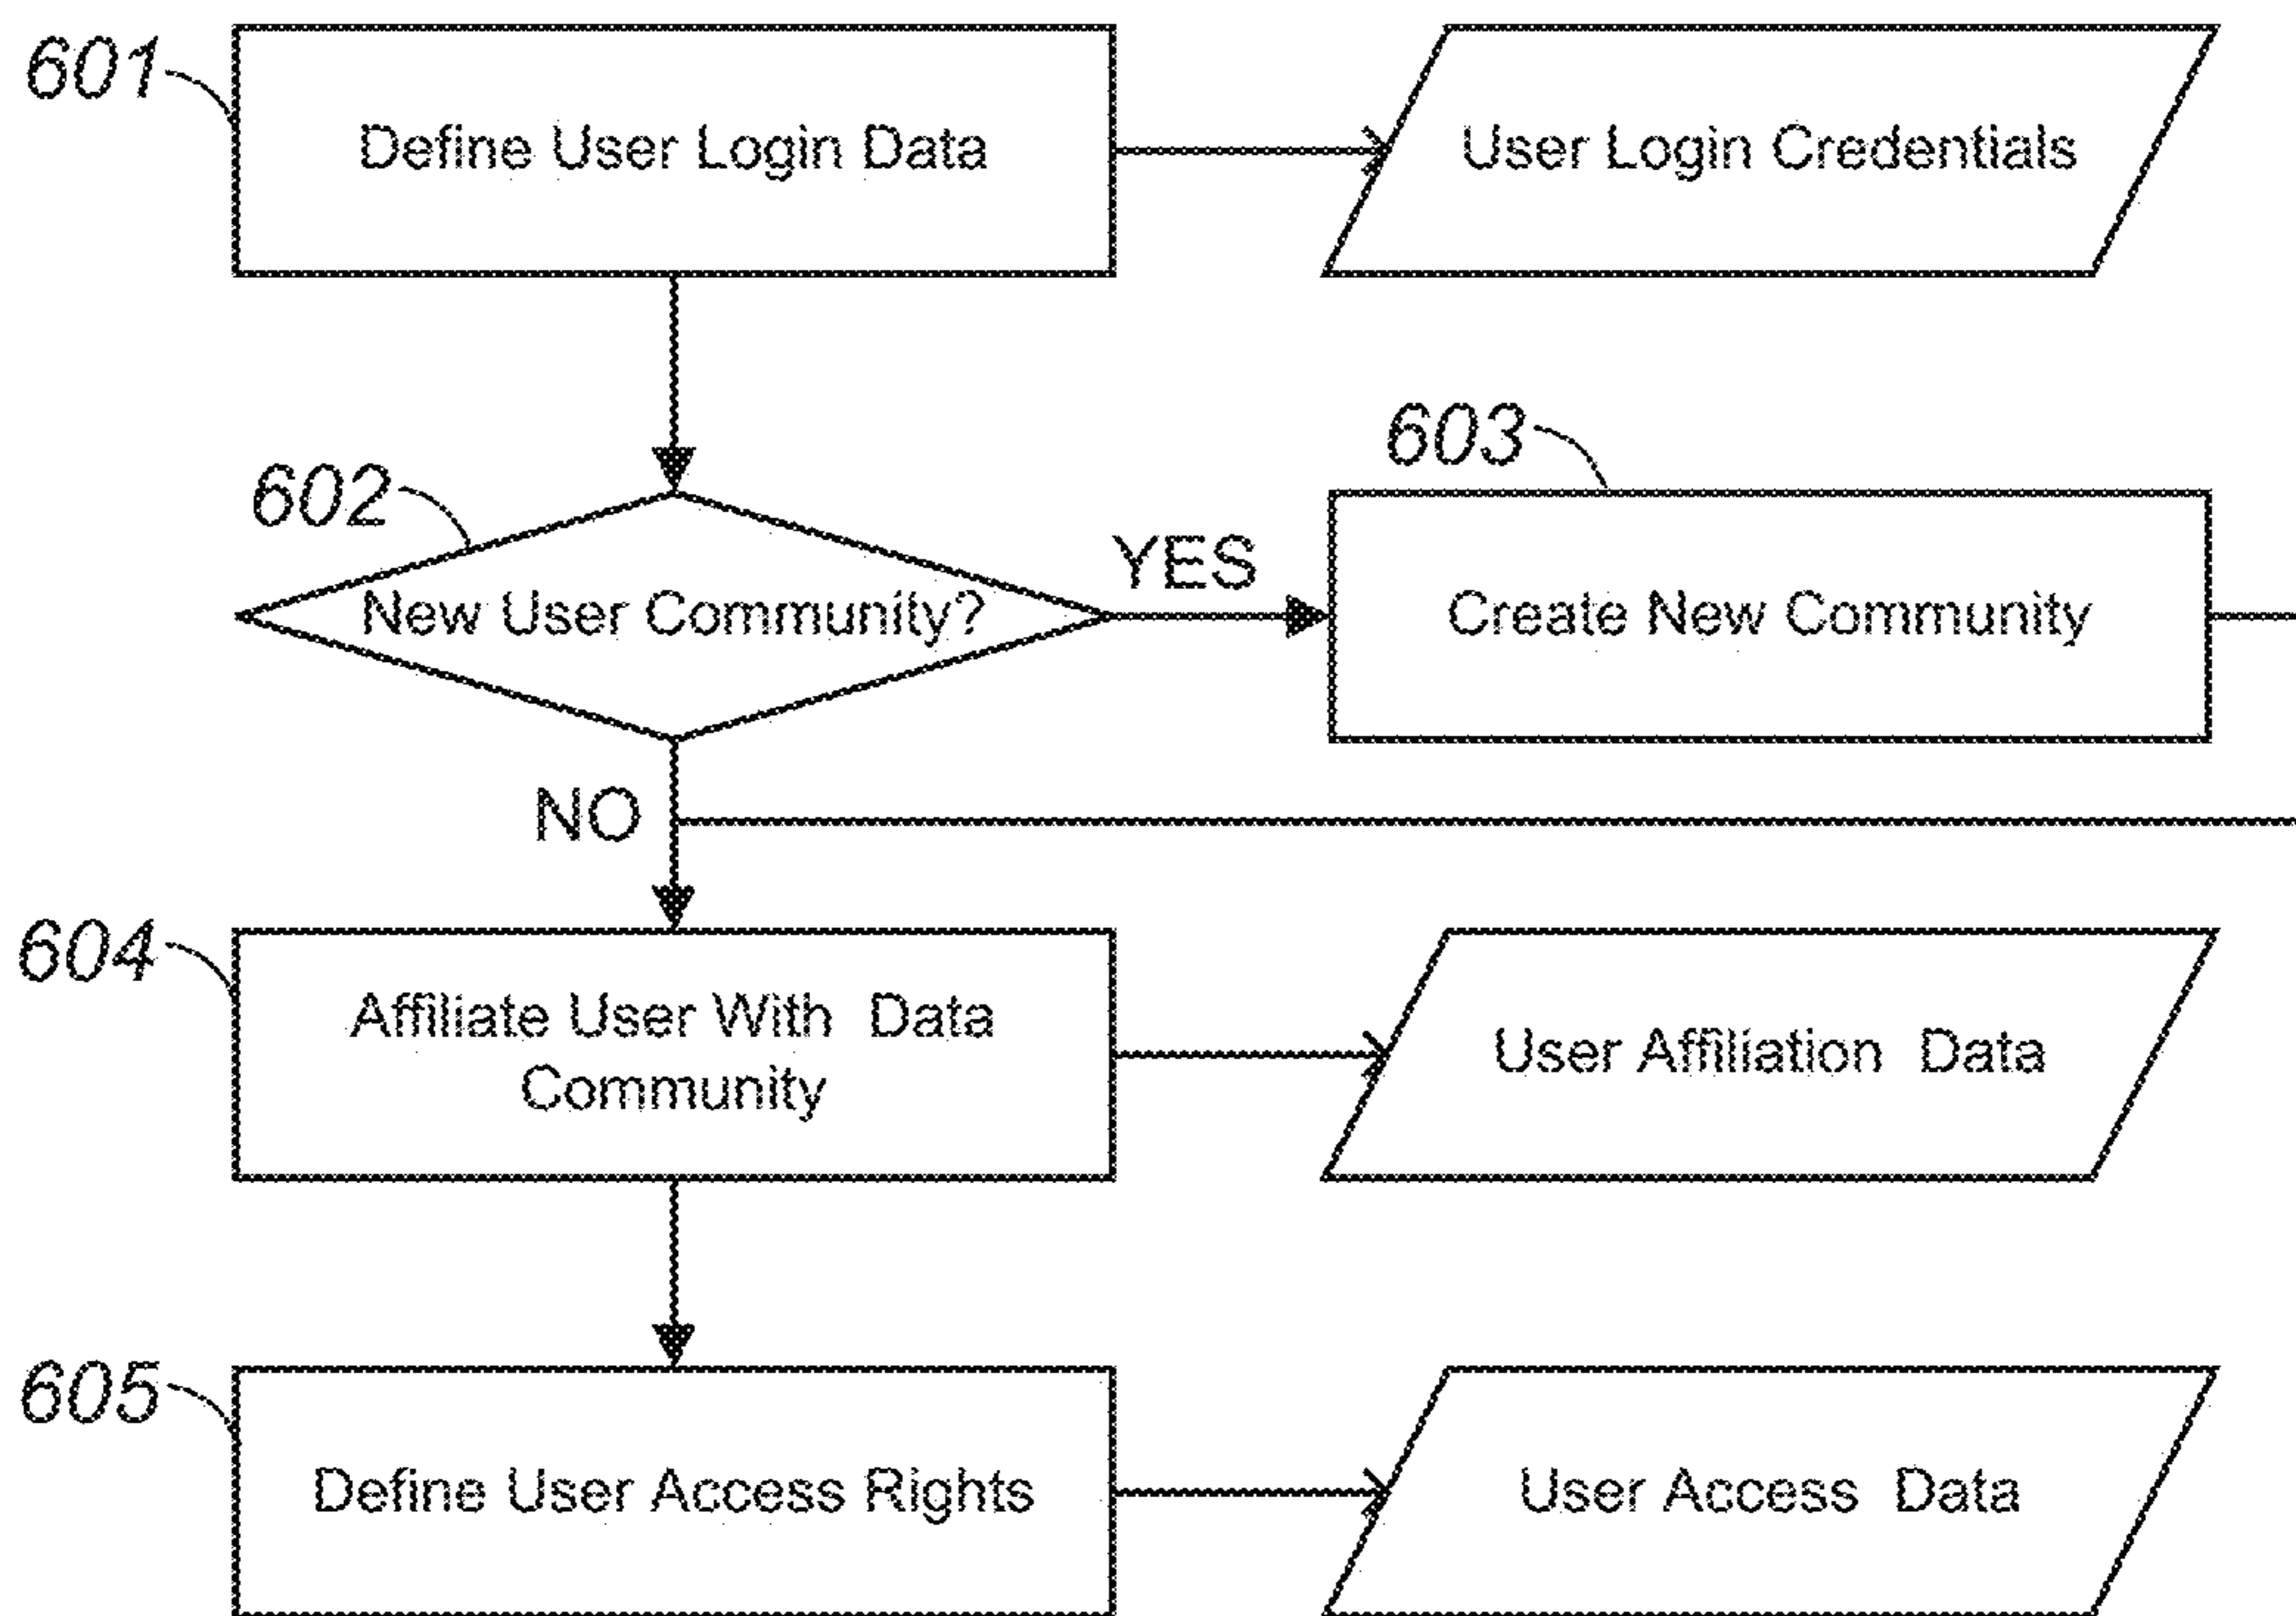 601
Define User Login Data
User Login Credentials
602
New User Community?
YES
603
Create New Community
NO
604
Affiliate User With Data
Community
User Affiliation Data
605
Define User Access Rights
User Access Data